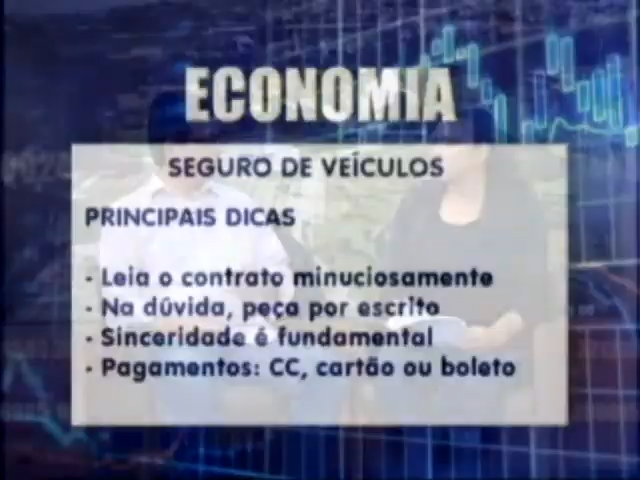 ECONOMIA
SEGURO DE VEÍCULOS
PRINCIPAIS DICAS
- Leia o contrato minuciosamente
- Na dúvida, peça por escrito
- Sinceridade é fundamental
- Pagamentos: CC, cartão ou boleto